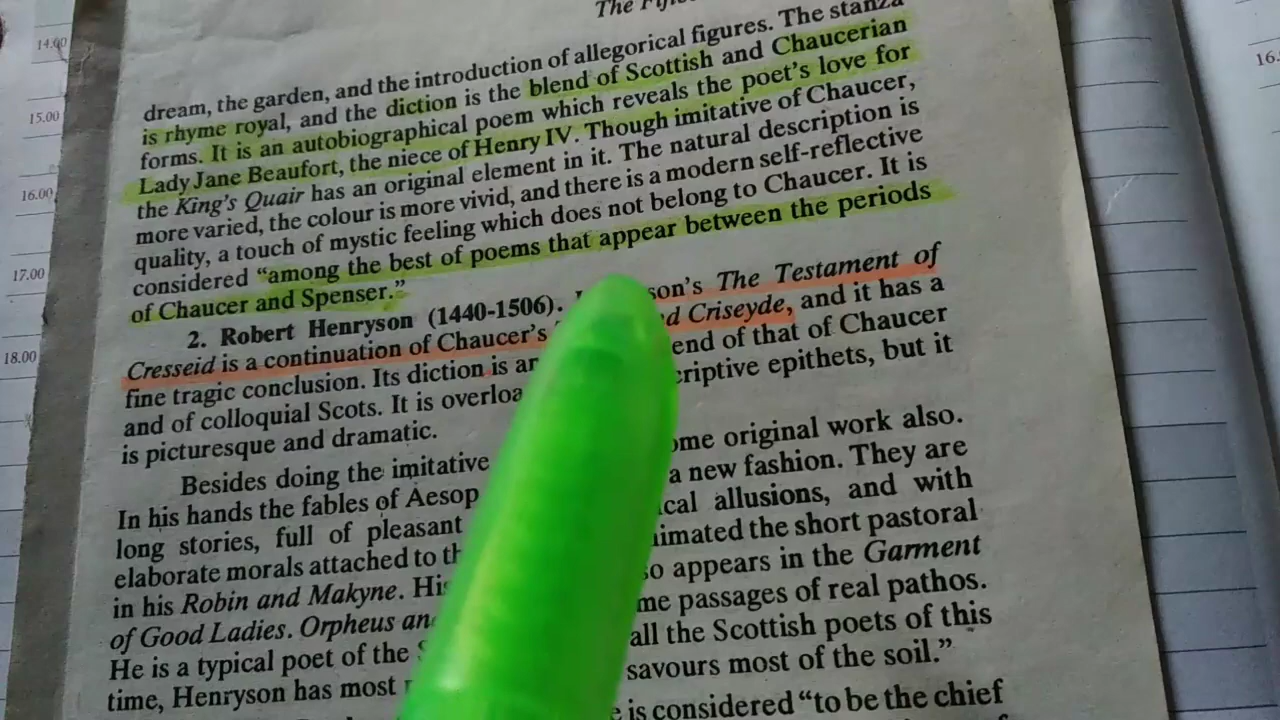 The Fif
dream, the garden, and the introduction of allegorical figures. The stanza
is rhyme royal, and the diction is the blend of Scottish and Chaucerian
forms. It is an autobiographical poem which reveals the poet's love for
Lady Jane Beaufort, the niece of Henry IV. Though imitative of Chaucer,
the King's Quair has an original element in it. The natural description is
more varied, the colour is more vivid, and there is a modern self-reflective
quality, a touch of mystic feeling which does not belong to Chaucer. It is
considered "among the best of poems that appear between the periods
of Chaucer and Spenser."
2. Robert Henryson (1440-1506). son's The Testament of
Cresseid is a continuation of Chaucer's d Criseyde, and it has a
fine tragic conclusion. Its diction is end of that of Chaucer
and of colloquial Scots. It is criptive epithets, but it
is picturesque and dramatic.
Besides doing the imitative ome original work also.
In his hands the fables of Aesop a new fashion. They are
long stories, full of pleasant cal allusions, and with
elaborate morals attached to imated the short pastoral
in his Robin and Makyne. so appears in the Garment
of Good Ladies. Orpheus me passages of real pathos.
He is a typical poet of the all the Scottish poets of this
time, Henryson has most savours most of the soil."
is considered "to be the chief
14.00
15.00
16.00
17.00
18.00
16.